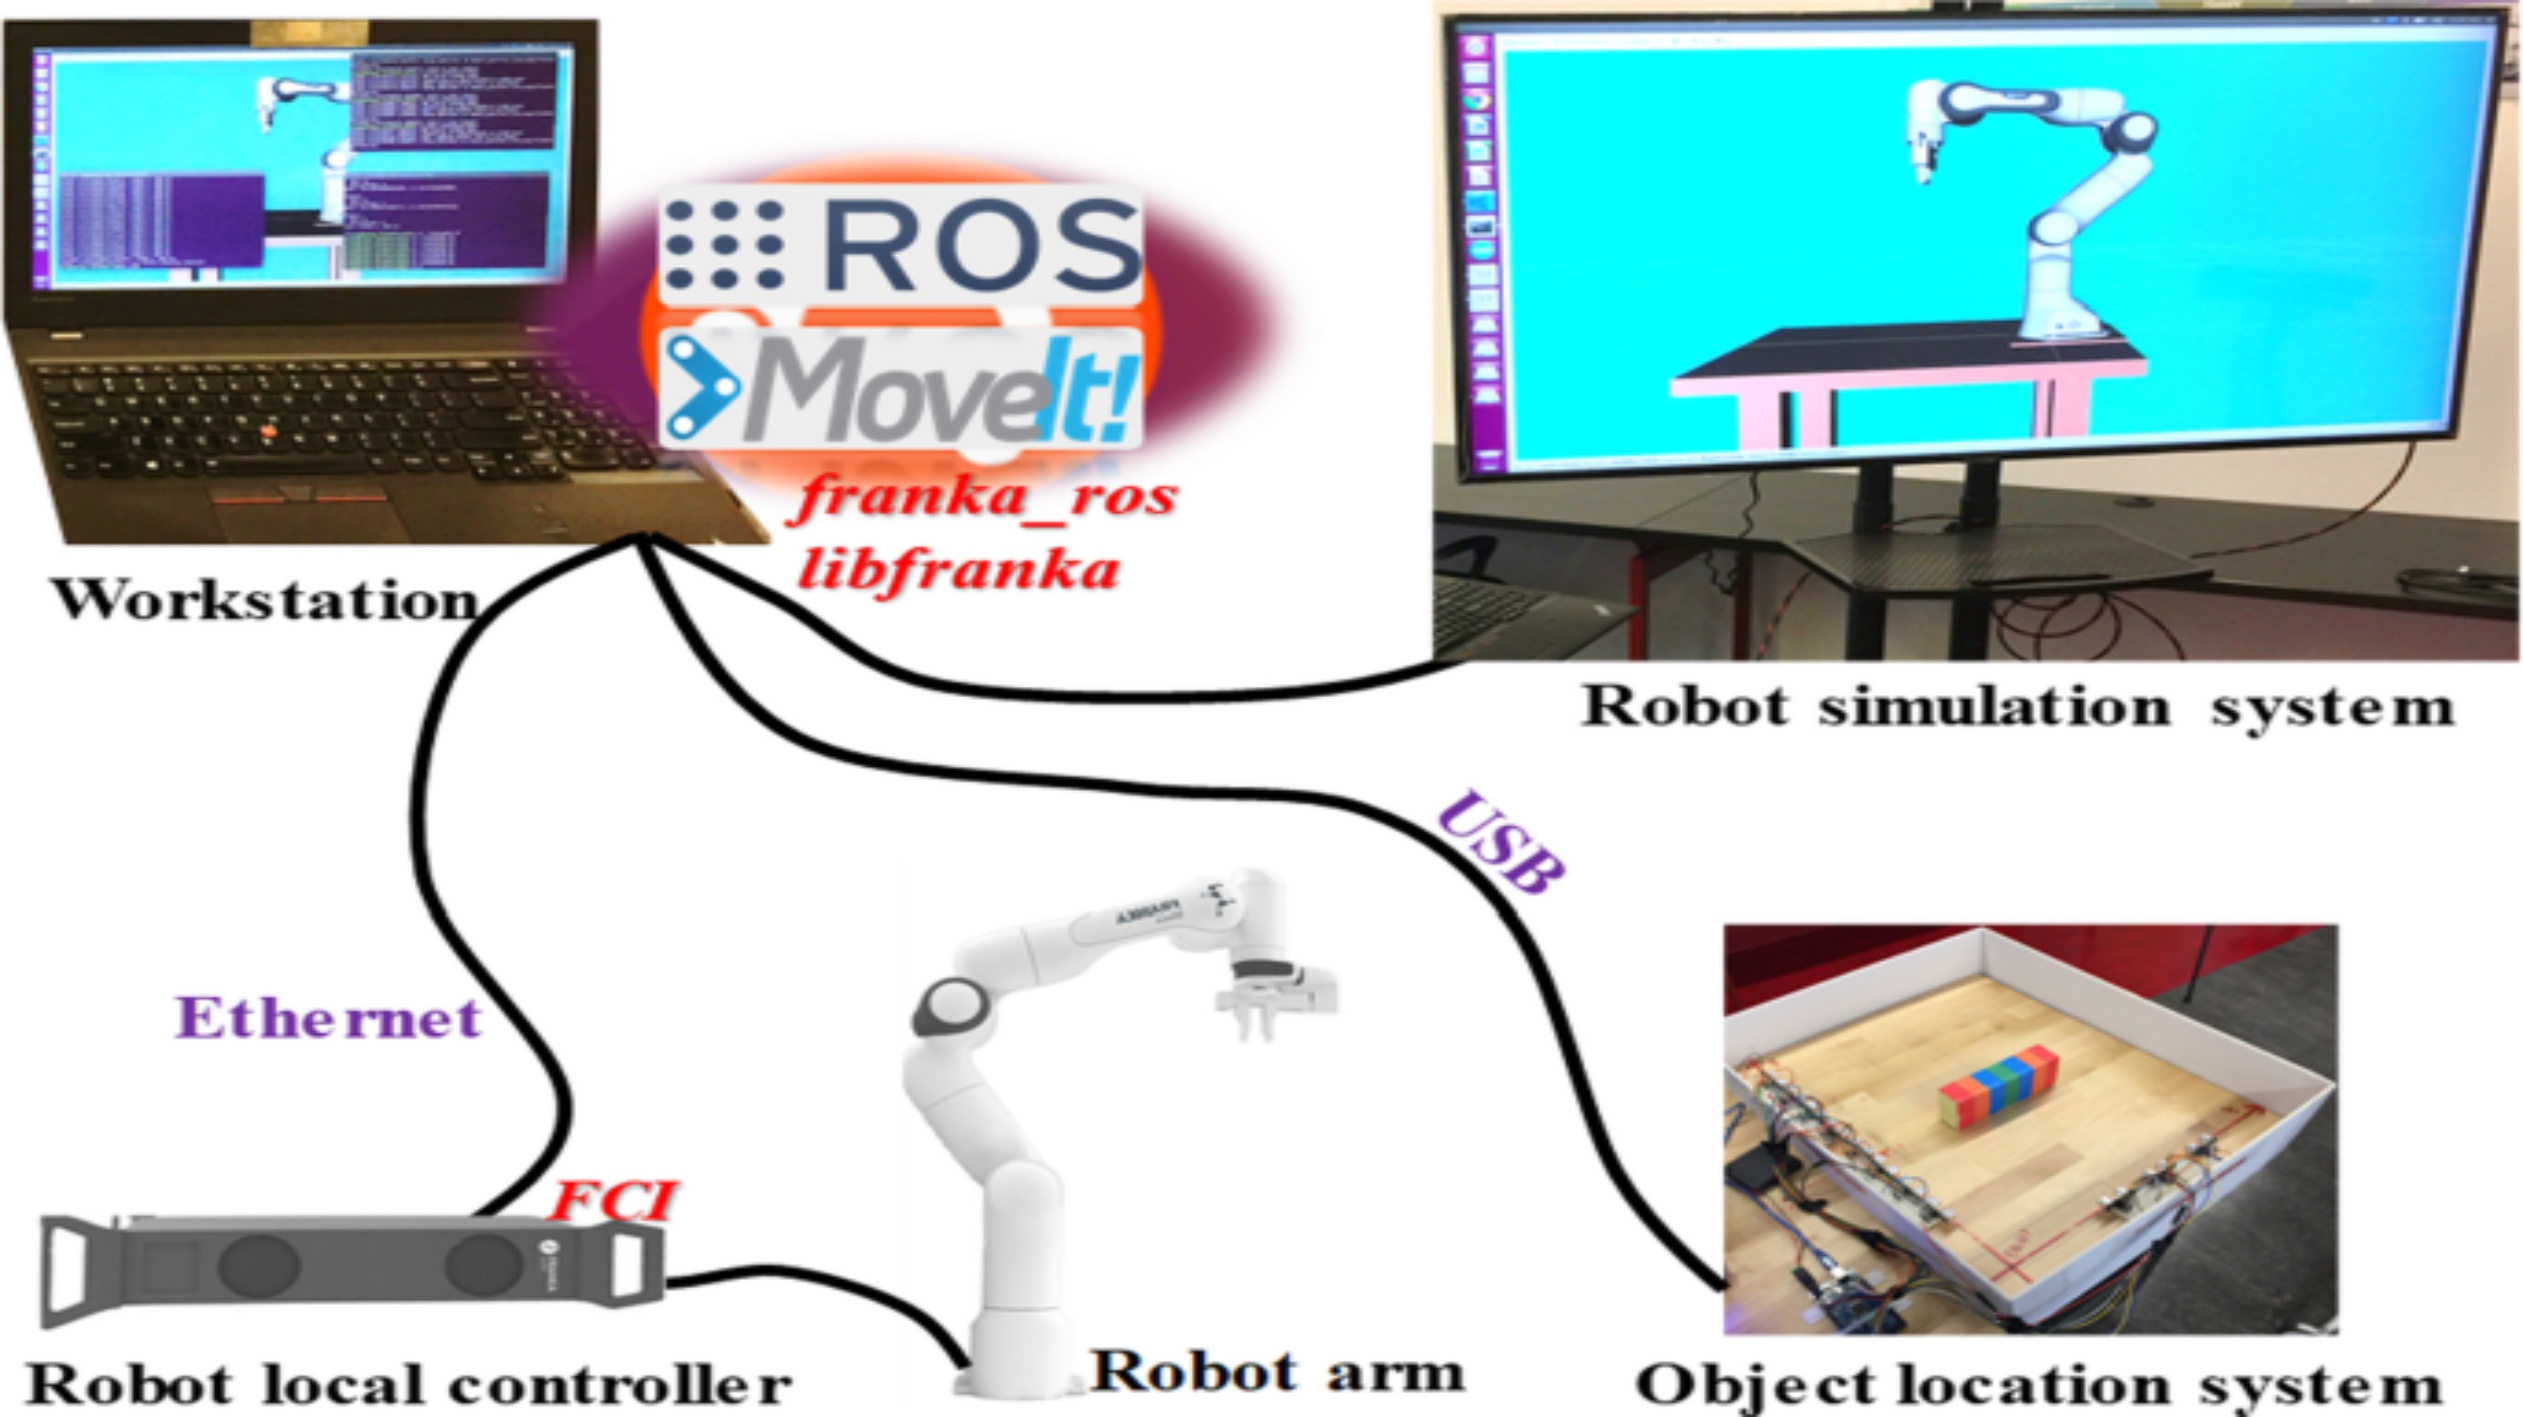 ROS
MoveIt!
franka_ros
libfranka
Workstation
Robot simulation system
USB
Ethernet
FCI
Robot local controller
Robot arm
Object location system